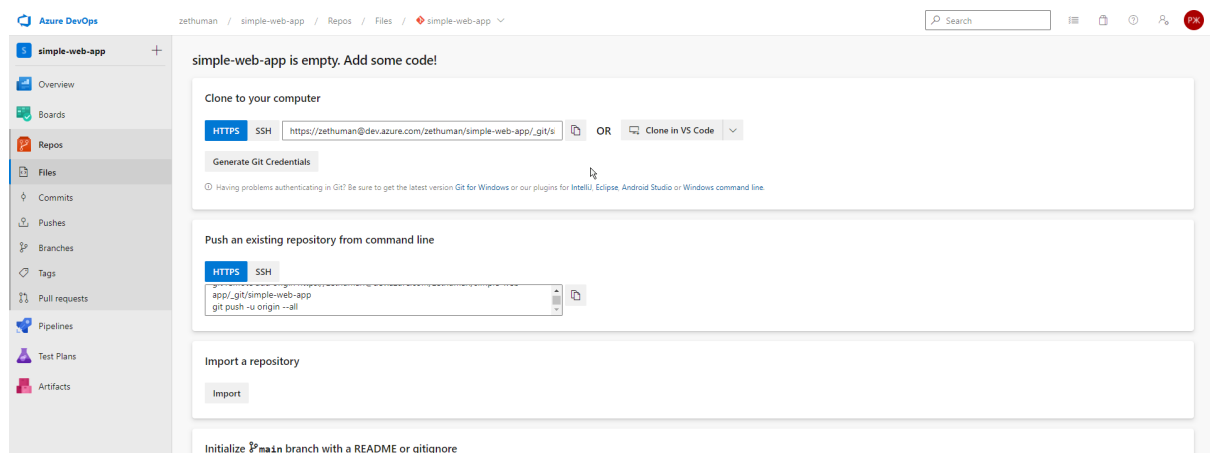 Azure DevOps
zethuman / simple-web-app / Repos / Files / simple-web-app
Search
РЖ
S simple-web-app
Overview
Boards
Repos
Files
Commits
Pushes
Branches
Tags
Pull requests
Pipelines
Test Plans
Artifacts
simple-web-app is empty. Add some code!
Clone to your computer
HTTPS SSH https://zethuman@dev.azure.com/zethuman/simple-web-app/_git/si OR Clone in VS Code
Generate Git Credentials
Having problems authenticating in Git? Be sure to get the latest version Git for Windows or our plugins for IntelliJ, Eclipse, Android Studio or Windows command line.
Push an existing repository from command line
HTTPS SSH
app/_git/simple-web-app
git push -u origin --all
Import a repository
Import
Initialize main branch with a README or gitignore